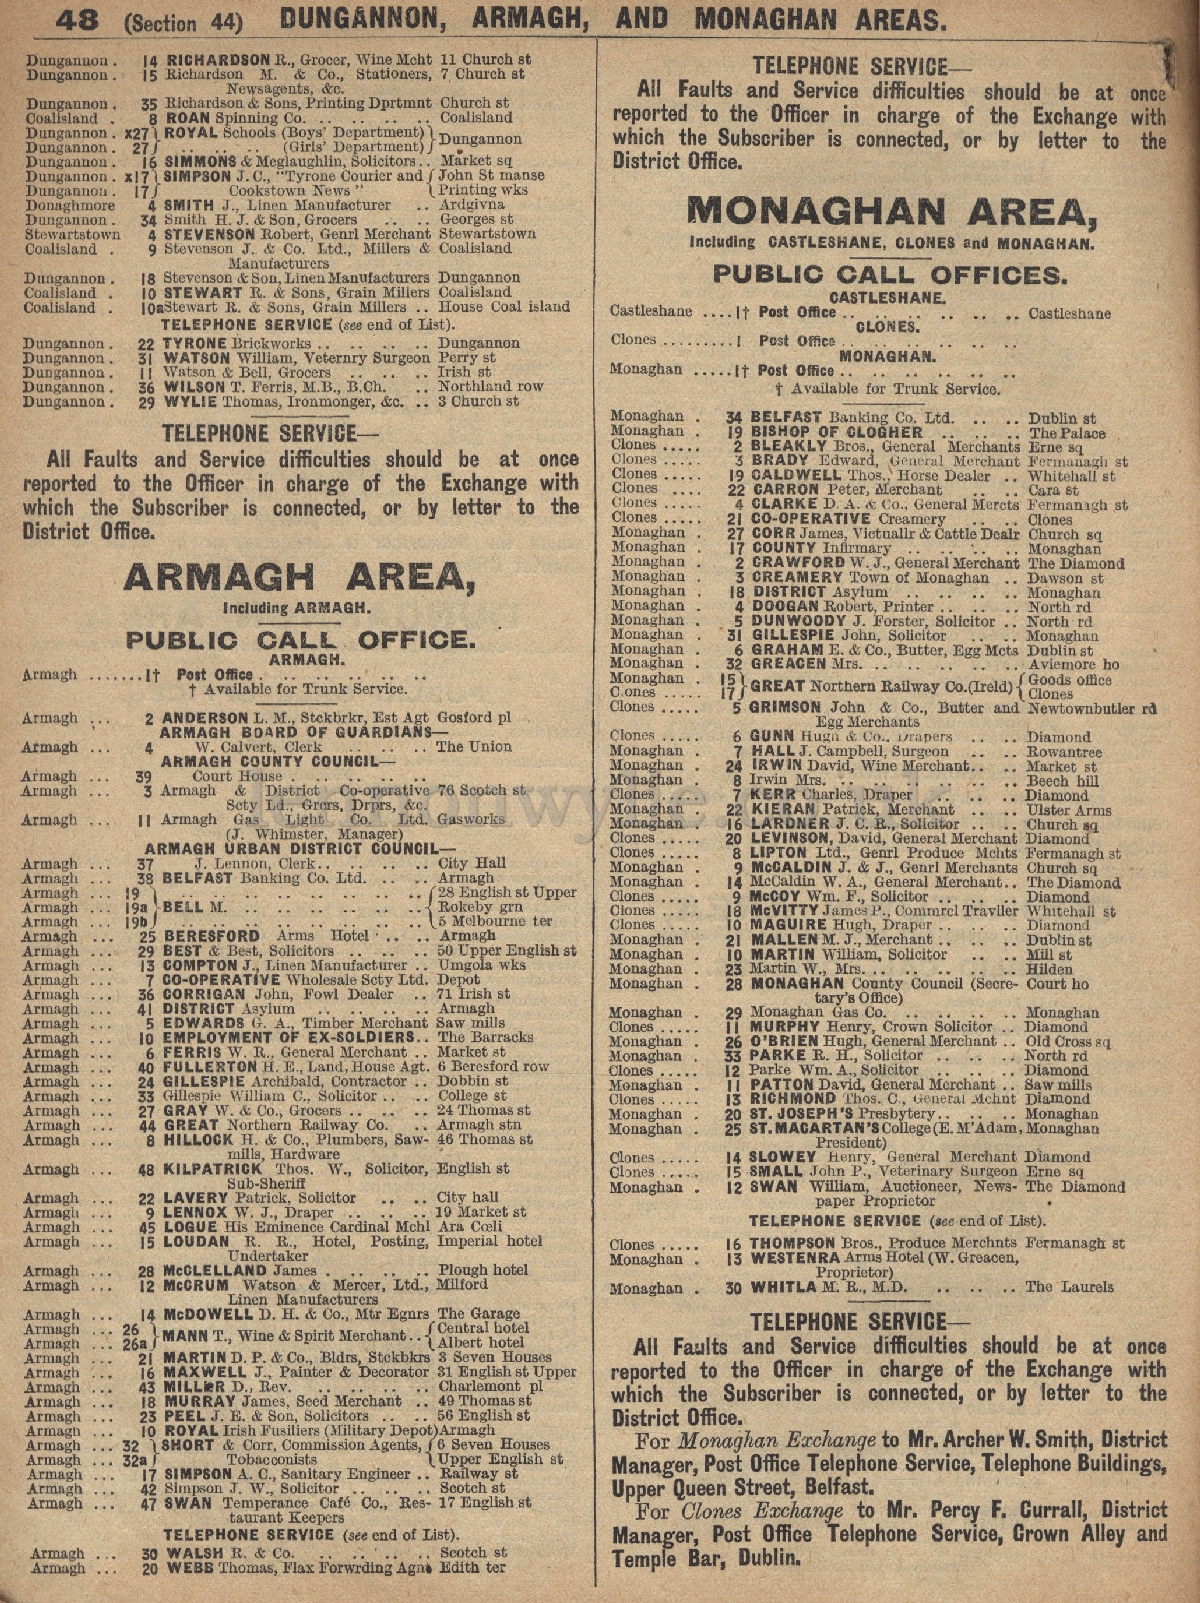 48 (Section 44) DUNGANNON, ARMAGH, AND MONAGHAN AREAS.
Dungannon . 14 RICHARDSON R., Grocer, Wine Mcht 11 Church st
Dungannon . 15 Richardson M. & Co., Stationers, 7 Church st
Newsagents, &c.
Dungannon . 35 Richardson & Sons, Printing Dprtmnt Church st
Coalisland . 8 ROAN Spinning Co. .. .. .. .. Coalisland
Dungannon . x27 } ROYAL Schools (Boys' Department) } Dungannon
Dungannon . 27 } .. .. .. (Girls' Department) }
Dungannon . 16 SIMMONS & Mcglaughlin, Solicitors .. Market sq
Dungannon . x17 } SIMPSON J.C., "Tyrone Courier and { John St manse
Dungannon . 17 } Cookstown News" { Printing wks
Donaghmore 4 SMITH J., Linen Manufacturer .. Ardgivna
Dungannon . 34 Smith H. J. & Son, Grocers .. .. Georges st
Stewartstown 4 STEVENSON Robert, Genrl Merchant Stewartstown
Coalisland . 9 Stevenson J. & Co. Ltd., Millers & Coalisland
Manufacturers
Dungannon . 18 Stevenson & Son, Linen Manufacturers Dungannon
Coalisland . 10 STEWART R. & Sons, Grain Millers Coalisland
Coalisland . 10a Stewart R. & Sons, Grain Millers .. House Coal island
TELEPHONE SERVICE (see end of List).
Dungannon . 22 TYRONE Brickworks .. .. .. .. Dungannon
Dungannon . 31 WATSON William, Veternry Surgeon Perry st
Dungannon . 11 Watson & Bell, Grocers .. .. .. Irish st
Dungannon . 36 WILSON T. Ferris, M.B., B.Ch. .. Northland row
Dungannon . 29 WYLIE Thomas, Ironmonger, &c. .. 3 Church st
TELEPHONE SERVICE—
All Faults and Service difficulties should be at once
reported to the Officer in charge of the Exchange with
which the Subscriber is connected, or by letter to the
District Office.
ARMAGH AREA,
Including ARMAGH.
PUBLIC CALL OFFICE.
ARMAGH.
Armagh .......1† Post Office . .. .. .. .. ..
† Available for Trunk Service.
Armagh ... 2 ANDERSON L. M., Stckbrkr, Est Agt Gosford pl
ARMAGH BOARD OF GUARDIANS—
Armagh ... 4 W. Calvert, Clerk .. .. .. The Union
ARMAGH COUNTY COUNCIL—
Armagh ... 39 Court House . .. .. .. ..
Armagh ... 3 Armagh & District Co-operative 76 Scotch st
Scty Ld., Grcrs, Drprs, &c.
Armagh ... 11 Armagh Gas Light Co. Ltd. Gasworks
(J. Whimster, Manager)
ARMAGH URBAN DISTRICT COUNCIL—
Armagh ... 37 J. Lennon, Clerk.. .. .. .. City Hall
Armagh ... 38 BELFAST Banking Co. Ltd. .. .. Armagh
Armagh ... 19 } .. .. .. .. .. .. { 28 English st Upper
Armagh ... 19a } BELL M. .. .. .. .. .. { Rokeby grn
Armagh ... 19b } .. .. .. .. .. .. { 5 Melbourne ter
Armagh ... 25 BERESFORD Arms Hotel .. .. Armagh
Armagh ... 29 BEST & Best, Solicitors .. .. .. 50 Upper English st
Armagh ... 13 COMPTON J., Linen Manufacturer .. Umgola wks
Armagh ... 7 CO-OPERATIVE Wholesale Scty Ltd. Depot
Armagh ... 36 CORRIGAN John, Fowl Dealer .. 71 Irish st
Armagh ... 41 DISTRICT Asylum .. .. .. .. Armagh
Armagh ... 5 EDWARDS G. A., Timber Merchant Saw mills
Armagh ... 10 EMPLOYMENT OF EX-SOLDIERS.. The Barracks
Armagh ... 6 FERRIS W. R., General Merchant .. Market st
Armagh ... 40 FULLERTON H. E., Land, House Agt. 6 Beresford row
Armagh ... 24 GILLESPIE Archibald, Contractor .. Dobbin st
Armagh ... 33 Gillespie William C., Solicitor .. .. College st
Armagh ... 27 GRAY W. & Co., Grocers .. .. .. 24 Thomas st
Armagh ... 44 GREAT Northern Railway Co. .. Armagh stn
Armagh ... 8 HILLOCK H. & Co., Plumbers, Saw- 46 Thomas st
mills, Hardware
Armagh ... 48 KILPATRICK Thos. W., Solicitor, English st
Sub-Sheriff
Armagh ... 22 LAVERY Patrick, Solicitor .. .. City hall
Armagh ... 9 LENNOX W. J., Draper .. .. .. 19 Market st
Armagh ... 45 LOGUE His Eminence Cardinal Mchl Ara Cœli
Armagh ... 15 LOUDAN R. R., Hotel, Posting, Imperial hotel
Undertaker
Armagh ... 28 McCLELLAND James . .. .. .. Plough hotel
Armagh ... 12 McCRUM Watson & Mercer, Ltd., Milford
Linen Manufacturers
Armagh ... 14 McDOWELL D. H. & Co., Mtr Egnrs The Garage
Armagh ... 26 } MANN T., Wine & Spirit Merchant .. { Central hotel
Armagh ... 26a } { Albert hotel
Armagh ... 21 MARTIN D. P. & Co., Bldrs, Stckbkrs 3 Seven Houses
Armagh ... 16 MAXWELL J., Painter & Decorator 31 English st Upper
Armagh ... 43 MILLER D., Rev. .. .. .. .. Charlemont pl
Armagh ... 18 MURRAY James, Seed Merchant .. 49 Thomas st
Armagh ... 23 PEEL J. E. & Son, Solicitors .. .. 56 English st
Armagh ... 10 ROYAL Irish Fusiliers (Military Depot) Armagh
Armagh ... 32 } SHORT & Corr, Commission Agents, { 6 Seven Houses
Armagh ... 32a } Tobacconists { Upper English st
Armagh ... 17 SIMPSON A. C., Sanitary Engineer .. Railway st
Armagh ... 42 Simpson J. W., Solicitor .. .. .. Scotch st
Armagh ... 47 SWAN Temperance Café Co., Res- 17 English st
taurant Keepers
TELEPHONE SERVICE (see end of List).
Armagh ... 30 WALSH R. & Co. .. .. .. .. Scotch st
Armagh ... 20 WEBB Thomas, Flax Forwrding Agnt Edith ter
TELEPHONE SERVICE—
All Faults and Service difficulties should be at once
reported to the Officer in charge of the Exchange with
which the Subscriber is connected, or by letter to the
District Office.
MONAGHAN AREA,
Including CASTLESHANE, CLONES and MONAGHAN.
PUBLIC CALL OFFICES.
CASTLESHANE.
Castleshane ....1† Post Office .. .. .. .. .. .. Castleshane
CLONES.
Clones .........1 Post Office .. .. .. .. .. ..
MONAGHAN.
Monaghan .....1† Post Office .. .. .. .. .. ..
† Available for Trunk Service.
Monaghan . 34 BELFAST Banking Co. Ltd. .. .. Dublin st
Monaghan . 19 BISHOP OF CLOGHER .. .. .. The Palace
Clones ..... 2 BLEAKLY Bros., General Merchants Erne sq
Clones ..... 3 BRADY Edward, General Merchant Fermanagh st
Clones ..... 19 CALDWELL Thos., Horse Dealer .. Whitehall st
Clones .... 22 CARRON Peter, Merchant .. .. Cara st
Clones ..... 4 CLARKE D. A. & Co., General Mercts Fermanagh st
Clones ..... 21 CO-OPERATIVE Creamery .. .. Clones
Monaghan . 27 CORR James, Victuallr & Cattle Dealr Church sq
Monaghan . 17 COUNTY Infirmary .. .. .. .. Monaghan
Monaghan . 2 CRAWFORD W. J., General Merchant The Diamond
Monaghan . 3 CREAMERY Town of Monaghan .. Dawson st
Monaghan . 18 DISTRICT Asylum .. .. .. .. Monaghan
Monaghan . 4 DOOGAN Robert, Printer .. .. .. North rd
Monaghan . 5 DUNWOODY J. Forster, Solicitor .. North rd
Monaghan . 31 GILLESPIE John, Solicitor .. .. Monaghan
Monaghan . 6 GRAHAM E. & Co., Butter, Egg Mcts Dublin st
Monaghan . 32 GREACEN Mrs. .. .. .. .. .. Aviemore ho
Monaghan . 15 } GREAT Northern Railway Co. (Ireld) { Goods office
Clones ..... 17 } { Clones
Clones ..... 5 GRIMSON John & Co., Butter and Newtownbutler rd
Egg Merchants
Clones ..... 6 GUNN Hugh & Co., Drapers .. .. Diamond
Monaghan . 7 HALL J. Campbell, Surgeon .. .. Rowantree
Monaghan . 24 IRWIN David, Wine Merchant.. .. Market st
Monaghan . 8 Irwin Mrs. .. .. .. .. .. .. Beech hill
Clones ..... 7 KERR Charles, Draper .. .. .. Diamond
Monaghan . 22 KIERAN Patrick, Merchant .. .. Ulster Arms
Monaghan . 16 LARDNER J. C. R., Solicitor .. .. Church sq
Clones ..... 20 LEVINSON, David, General Merchant Diamond
Clones ..... 8 LIPTON Ltd., Genrl Produce Mchts Fermanagh st
Monaghan . 9 McCALDIN J. & J., Genrl Merchants Church sq
Monaghan . 14 McCaldin W. A., General Merchant .. The Diamond
Clones ..... 9 McCOY Wm. F., Solicitor .. .. Diamond
Clones ..... 18 McVITTY James P., Commrcl Travller Whitehall st
Clones ..... 10 MAGUIRE Hugh, Draper .. .. .. Diamond
Monaghan . 21 MALLEN M. J., Merchant .. .. .. Dublin st
Monaghan . 10 MARTIN William, Solicitor .. .. Mill st
Monaghan . 23 Martin W., Mrs. .. .. .. .. .. Hilden
Monaghan . 28 MONAGHAN County Council (Secre- Court ho
tary's Office)
Monaghan . 29 Monaghan Gas Co. .. .. .. .. Monaghan
Clones ..... 11 MURPHY Henry, Crown Solicitor .. Diamond
Monaghan . 26 O'BRIEN Hugh, General Merchant .. Old Cross sq
Monaghan . 33 PARKE R. H., Solicitor .. .. .. North rd
Clones ..... 12 Parke Wm. A., Solicitor .. .. .. Diamond
Monaghan . 11 PATTON David, General Merchant .. Saw mills
Clones ..... 13 RICHMOND Thos. C., General Mchnt Diamond
Monaghan . 20 ST. JOSEPH'S Presbytery.. .. .. Monaghan
Monaghan . 25 ST. MACARTAN'S College (E. M'Adam, Monaghan
President)
Clones ..... 14 SLOWEY Henry, General Merchant Diamond
Clones ..... 15 SMALL John P., Veterinary Surgeon Erne sq
Monaghan . 12 SWAN William, Auctioneer, News- The Diamond
paper Proprietor
TELEPHONE SERVICE (see end of List).
Clones ..... 16 THOMPSON Bros., Produce Merchnts Fermanagh st
Monaghan . 13 WESTENRA Arms Hotel (W. Greacen,
Proprietor)
Monaghan . 30 WHITLA M. R., M.D. .. .. .. The Laurels
TELEPHONE SERVICE—
All Faults and Service difficulties should be at once
reported to the Officer in charge of the Exchange with
which the Subscriber is connected, or by letter to the
District Office.
For Monaghan Exchange to Mr. Archer W. Smith, District
Manager, Post Office Telephone Service, Telephone Buildings,
Upper Queen Street, Belfast.
For Clones Exchange to Mr. Percy F. Currall, District
Manager, Post Office Telephone Service, Crown Alley and
Temple Bar, Dublin.